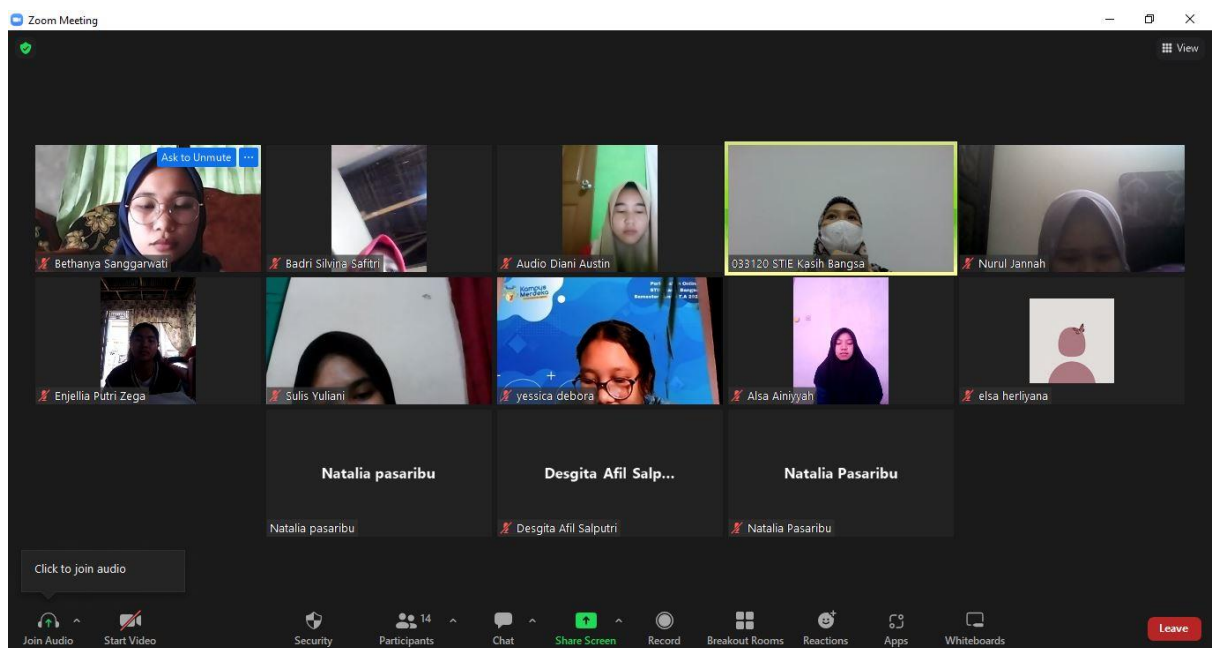 Zoom Meeting
View
Ask to Unmute ...
Bethanya Sanggarwati
Badri Silvina Safitri
Audio Diani Austin
033120 STIE Kasih Bangsa
Nurul Jannah
Kampus
Merdeka
Enjellia Putri Zega
Sulis Yuliani
yessica debora
Alsa Ainiyyah
elsa herliyana
Natalia pasaribu
Desgita Afil Salp...
Natalia Pasaribu
Natalia pasaribu
Desgita Afil Salputri
Natalia Pasaribu
Click to join audio
Join Audio
Start Video
Security
Participants 14
Chat
Share Screen
Record
Breakout Rooms
Reactions
Apps
Whiteboards
Leave